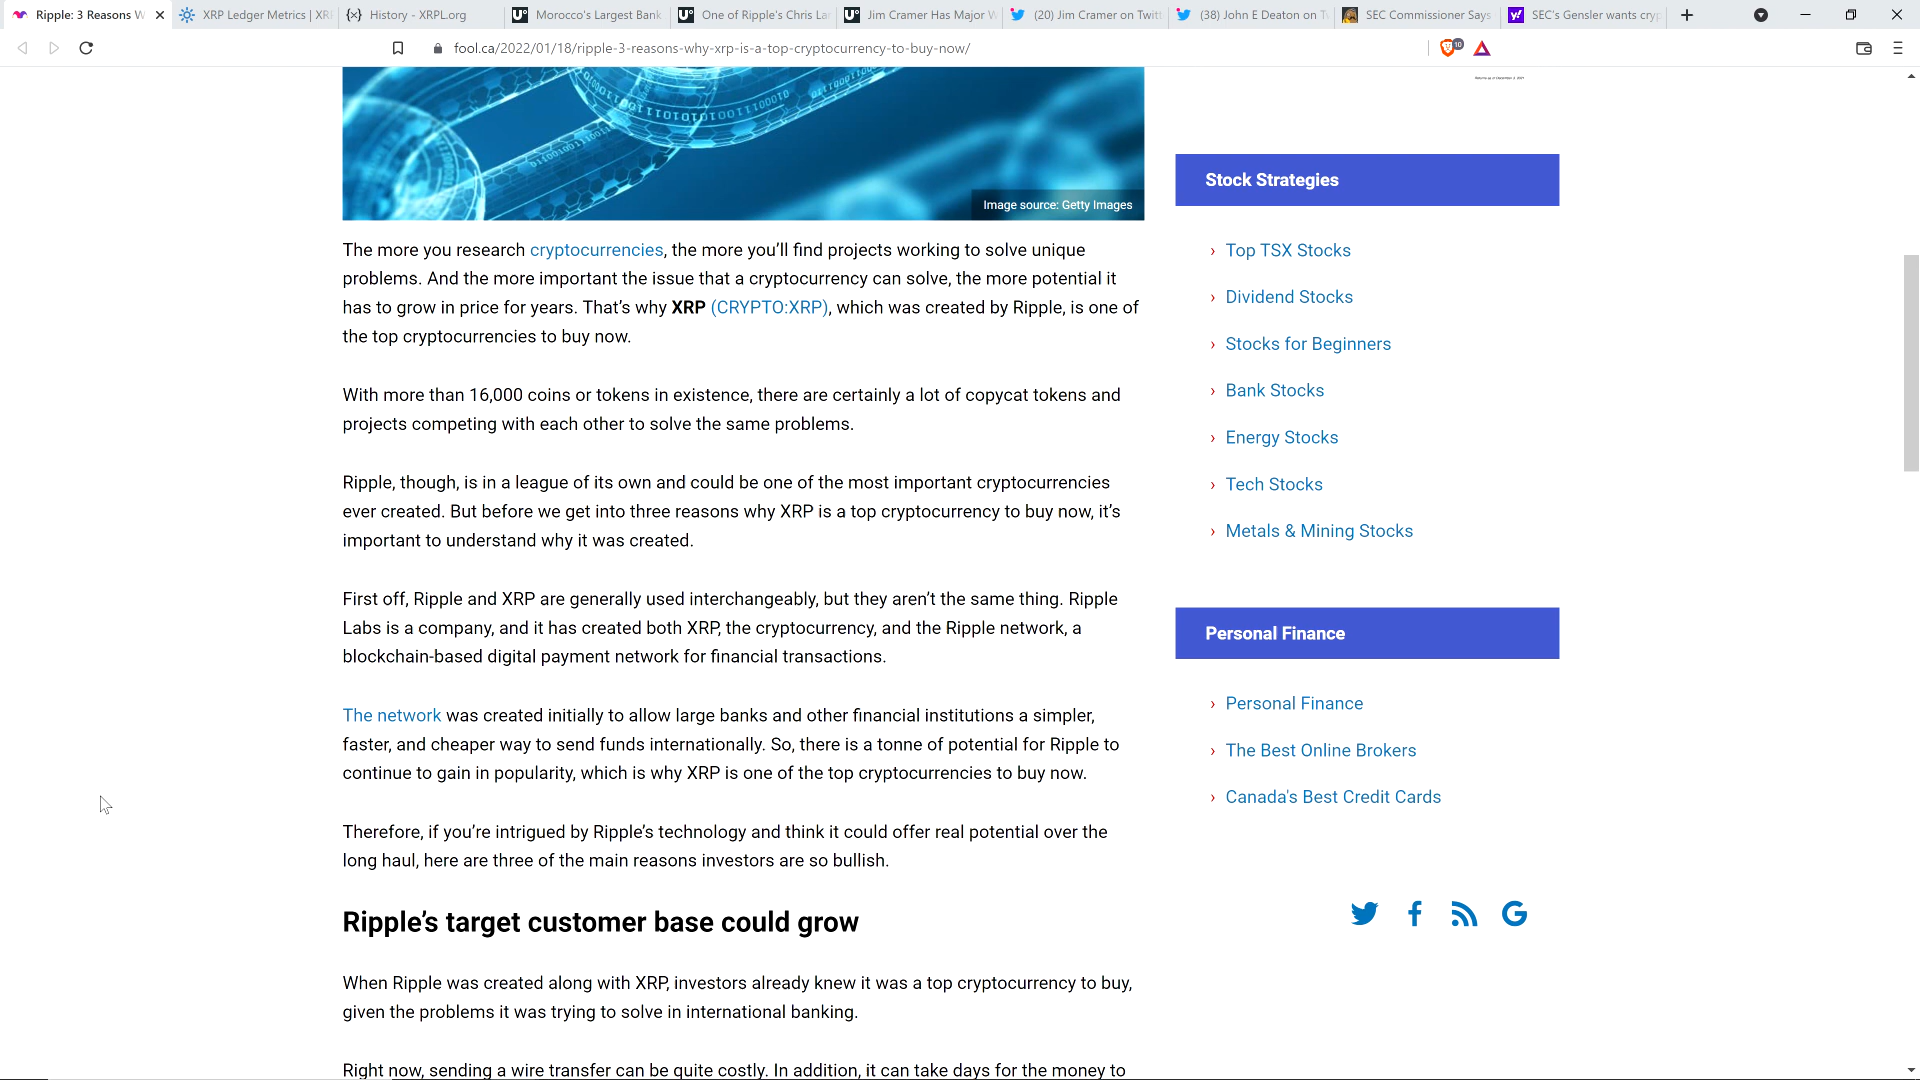 Ripple: 3 Reasons W
XRP Ledger Metrics | XR
History - XRPL.org
Morocco's Largest Bank
One of Ripple's Chris La
Jim Cramer Has Major W
(20) Jim Cramer on Twitt
(38) John E Deaton on T
SEC Commissioner Says
SEC's Gensler wants cryp
fool.ca/2022/01/18/ripple-3-reasons-why-xrp-is-a-top-cryptocurrency-to-buy-now/
10
Image source: Getty Images
The more you research cryptocurrencies, the more you'll find projects working to solve unique
problems. And the more important the issue that a cryptocurrency can solve, the more potential it
has to grow in price for years. That's why XRP (CRYPTO:XRP), which was created by Ripple, is one of
the top cryptocurrencies to buy now.
With more than 16,000 coins or tokens in existence, there are certainly a lot of copycat tokens and
projects competing with each other to solve the same problems.
Ripple, though, is in a league of its own and could be one of the most important cryptocurrencies
ever created. But before we get into three reasons why XRP is a top cryptocurrency to buy now, it's
important to understand why it was created.
First off, Ripple and XRP are generally used interchangeably, but they aren't the same thing. Ripple
Labs is a company, and it has created both XRP, the cryptocurrency, and the Ripple network, a
blockchain-based digital payment network for financial transactions.
The network was created initially to allow large banks and other financial institutions a simpler,
faster, and cheaper way to send funds internationally. So, there is a tonne of potential for Ripple to
continue to gain in popularity, which is why XRP is one of the top cryptocurrencies to buy now.
Therefore, if you're intrigued by Ripple's technology and think it could offer real potential over the
long haul, here are three of the main reasons investors are so bullish.
Ripple's target customer base could grow
When Ripple was created along with XRP, investors already knew it was a top cryptocurrency to buy,
given the problems it was trying to solve in international banking.
Right now, sending a wire transfer can be quite costly. In addition, it can take days for the money to
Stock Strategies
Top TSX Stocks
Dividend Stocks
Stocks for Beginners
Bank Stocks
Energy Stocks
Tech Stocks
Metals & Mining Stocks
Personal Finance
Personal Finance
The Best Online Brokers
Canada's Best Credit Cards